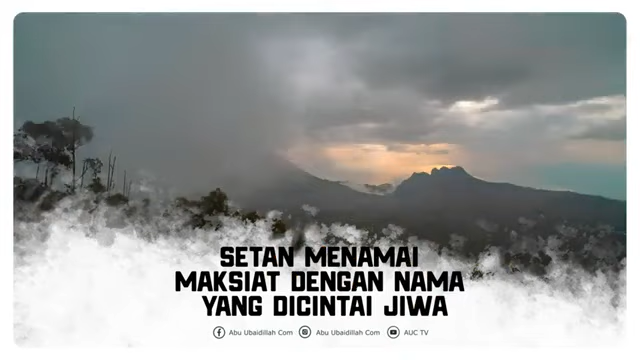 SETAN MENAMAI
MAKSIAT DENGAN NAMA
YANG DICINTAI JIWA
Abu Ubaidillah Com Abu Ubaidillah Com AUC TV